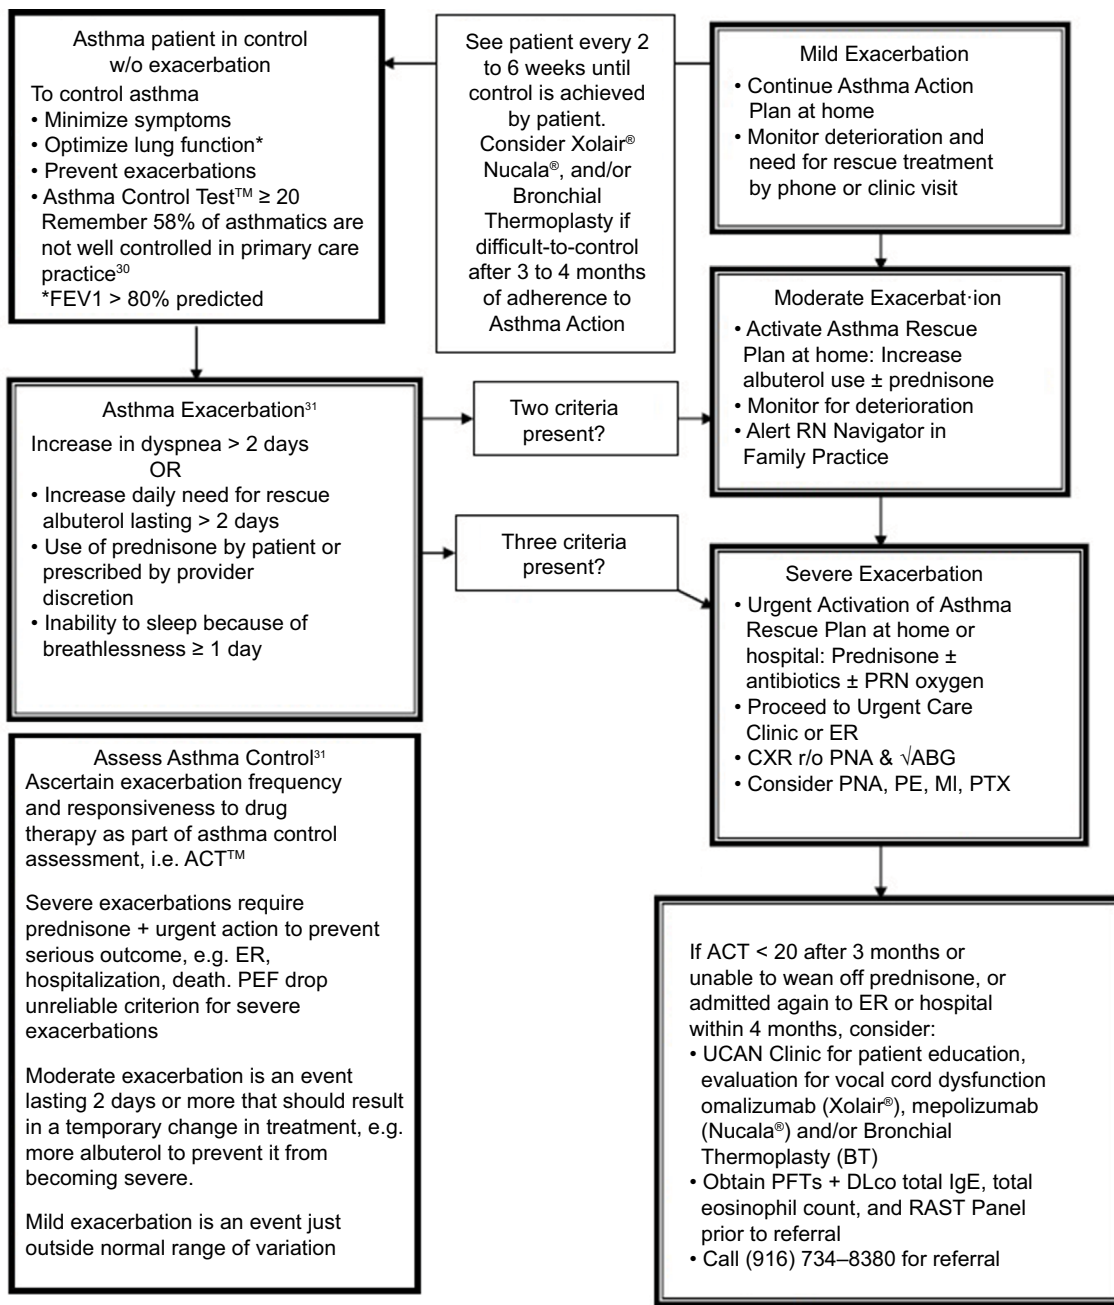 Asthma patient in control
w/o exacerbation
To control asthma
• Minimize symptoms
• Optimize lung function*
• Prevent exacerbations
• Asthma Control Test™ ≥ 20
Remember 58% of asthmatics are
not well controlled in primary care
practice³⁰
*FEV1 > 80% predicted
See patient every 2
to 6 weeks until
control is achieved
by patient.
Consider Xolair®
Nucala®, and/or
Bronchial
Thermoplasty if
difficult-to-control
after 3 to 4 months
of adherence to
Asthma Action
Mild Exacerbation
• Continue Asthma Action
Plan at home
• Monitor deterioration and
need for rescue treatment
by phone or clinic visit
Moderate Exacerbat·ion
• Activate Asthma Rescue
Plan at home: Increase
albuterol use ± prednisone
• Monitor for deterioration
• Alert RN Navigator in
Family Practice
Asthma Exacerbation³¹
Increase in dyspnea > 2 days
OR
• Increase daily need for rescue
albuterol lasting > 2 days
• Use of prednisone by patient or
prescribed by provider
discretion
• Inability to sleep because of
breathlessness ≥ 1 day
Two criteria
present?
Three criteria
present?
Severe Exacerbation
• Urgent Activation of Asthma
Rescue Plan at home or
hospital: Prednisone ±
antibiotics ± PRN oxygen
• Proceed to Urgent Care
Clinic or ER
• CXR r/o PNA & √ABG
• Consider PNA, PE, MI, PTX
Assess Asthma Control³¹
Ascertain exacerbation frequency
and responsiveness to drug
therapy as part of asthma control
assessment, i.e. ACT™
Severe exacerbations require
prednisone + urgent action to prevent
serious outcome, e.g. ER,
hospitalization, death. PEF drop
unreliable criterion for severe
exacerbations
Moderate exacerbation is an event
lasting 2 days or more that should result
in a temporary change in treatment, e.g.
more albuterol to prevent it from
becoming severe.
Mild exacerbation is an event just
outside normal range of variation
If ACT < 20 after 3 months or
unable to wean off prednisone, or
admitted again to ER or hospital
within 4 months, consider:
• UCAN Clinic for patient education,
evaluation for vocal cord dysfunction
omalizumab (Xolair®), mepolizumab
(Nucala®) and/or Bronchial
Thermoplasty (BT)
• Obtain PFTs + DLco total IgE, total
eosinophil count, and RAST Panel
prior to referral
• Call (916) 734–8380 for referral